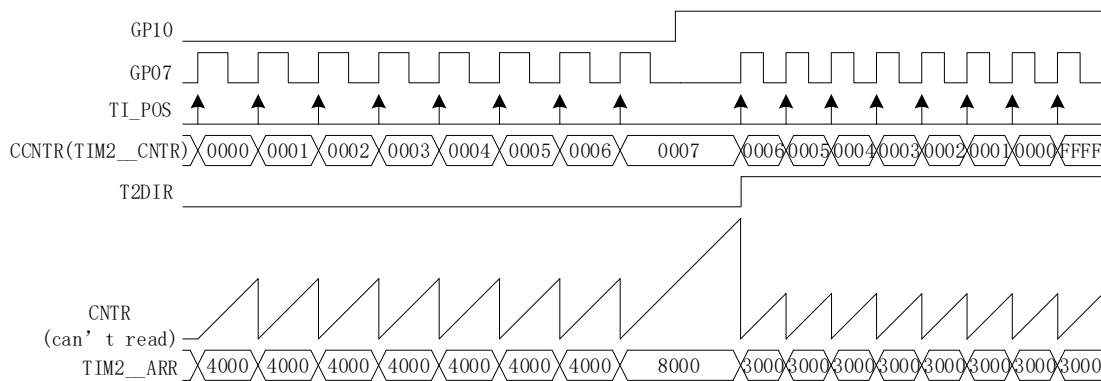 GP10
GP07
TI_POS
CCNTR(TIM2__CNTR) 0000 0001 0002 0003 0004 0005 0006 0007 0006 0005 0004 0003 0002 0001 0000 FFFF
T2DIR
CNTR
(can’t read)
TIM2__ARR 4000 4000 4000 4000 4000 4000 4000 8000 3000 3000 3000 3000 3000 3000 3000 3000